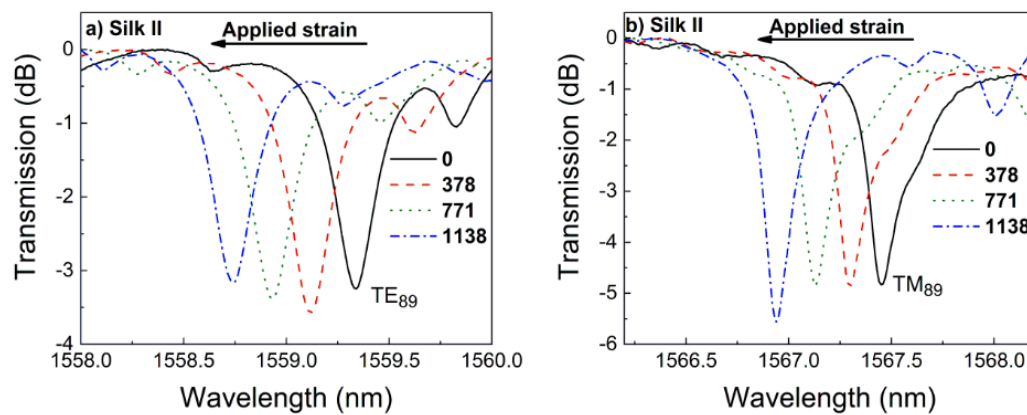 a) Silk II
Applied strain
0
-1
-2
-3
-4
Transmission (dB)
0
378
771
1138
TE89
1558.0 1558.5 1559.0 1559.5 1560.0
Wavelength (nm)
b) Silk II
Applied strain
0
-1
-2
-3
-4
-5
-6
Transmission (dB)
0
378
771
1138
TM89
1566.5 1567.0 1567.5 1568.0
Wavelength (nm)